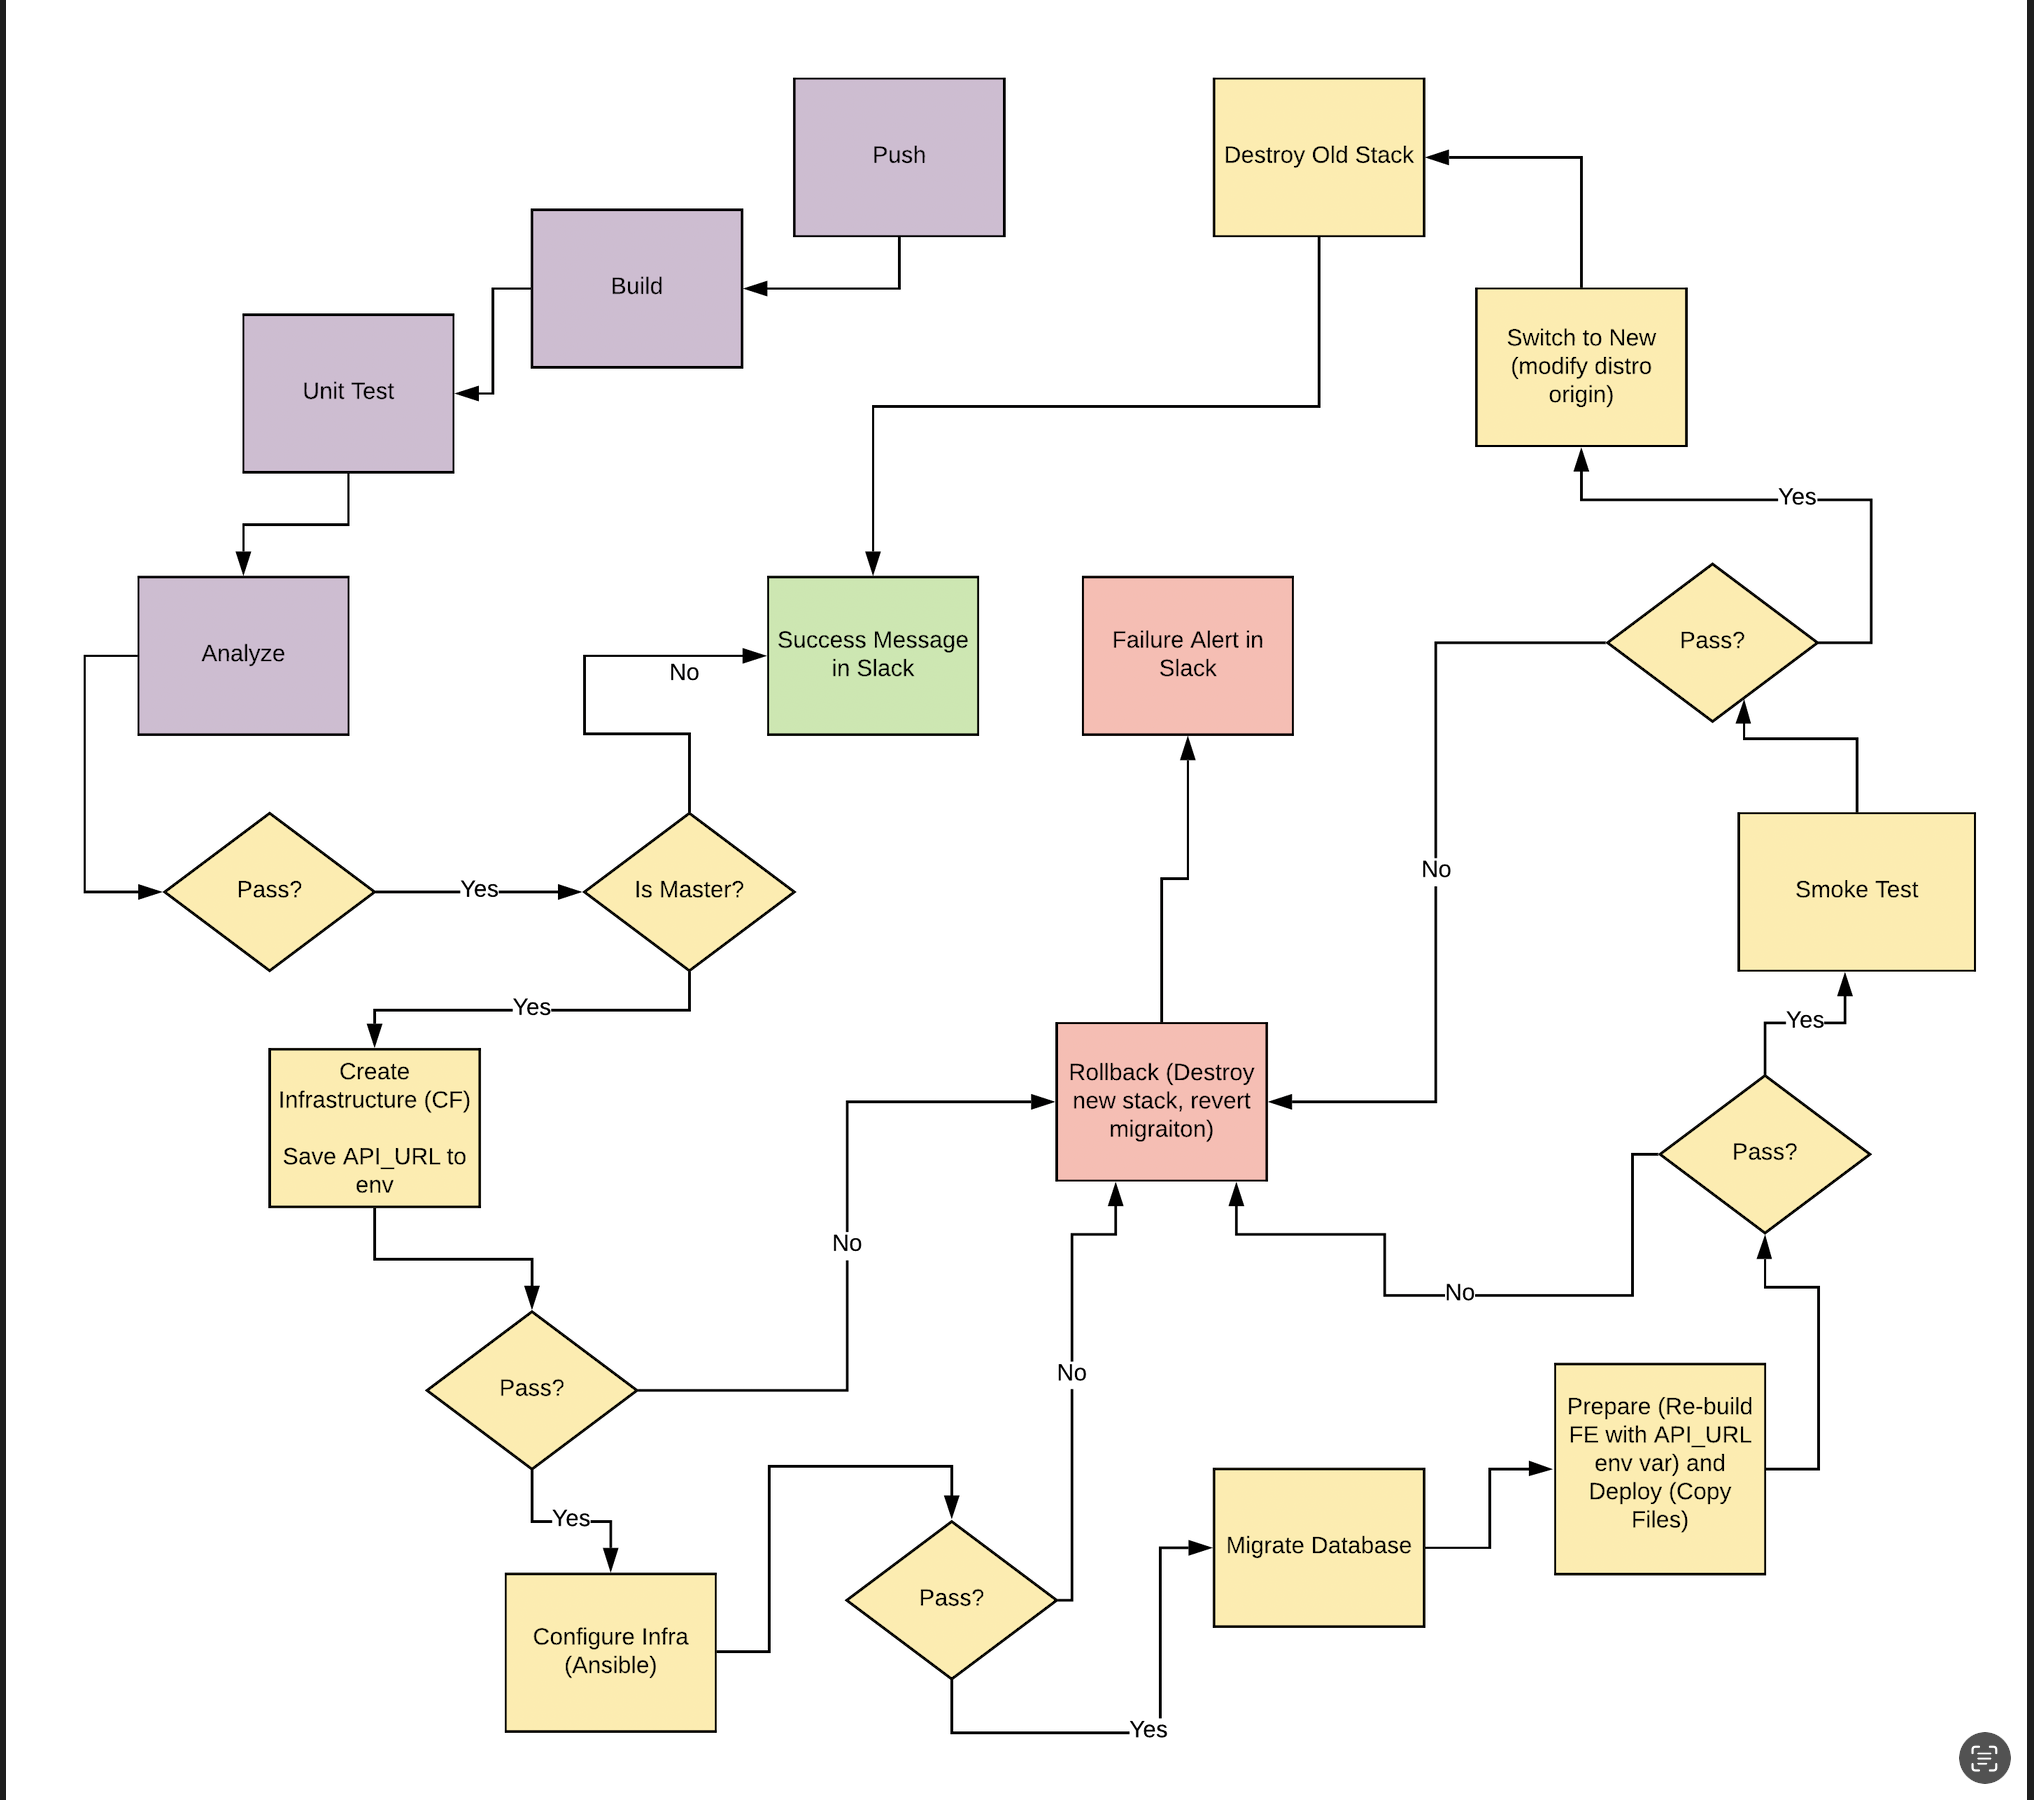 Push
Destroy Old Stack
Build
Switch to New
(modify distro
origin)
Unit Test
Yes
Analyze
Success Message
in Slack
Failure Alert in
Slack
Pass?
No
Pass?
Yes
Is Master?
No
Smoke Test
Yes
Yes
Create
Infrastructure (CF)
Save API_URL to
env
Rollback (Destroy
new stack, revert
migraiton)
Pass?
No
No
Pass?
No
Prepare (Re-build
FE with API_URL
env var) and
Deploy (Copy
Files)
Yes
Migrate Database
Pass?
Configure Infra
(Ansible)
Yes